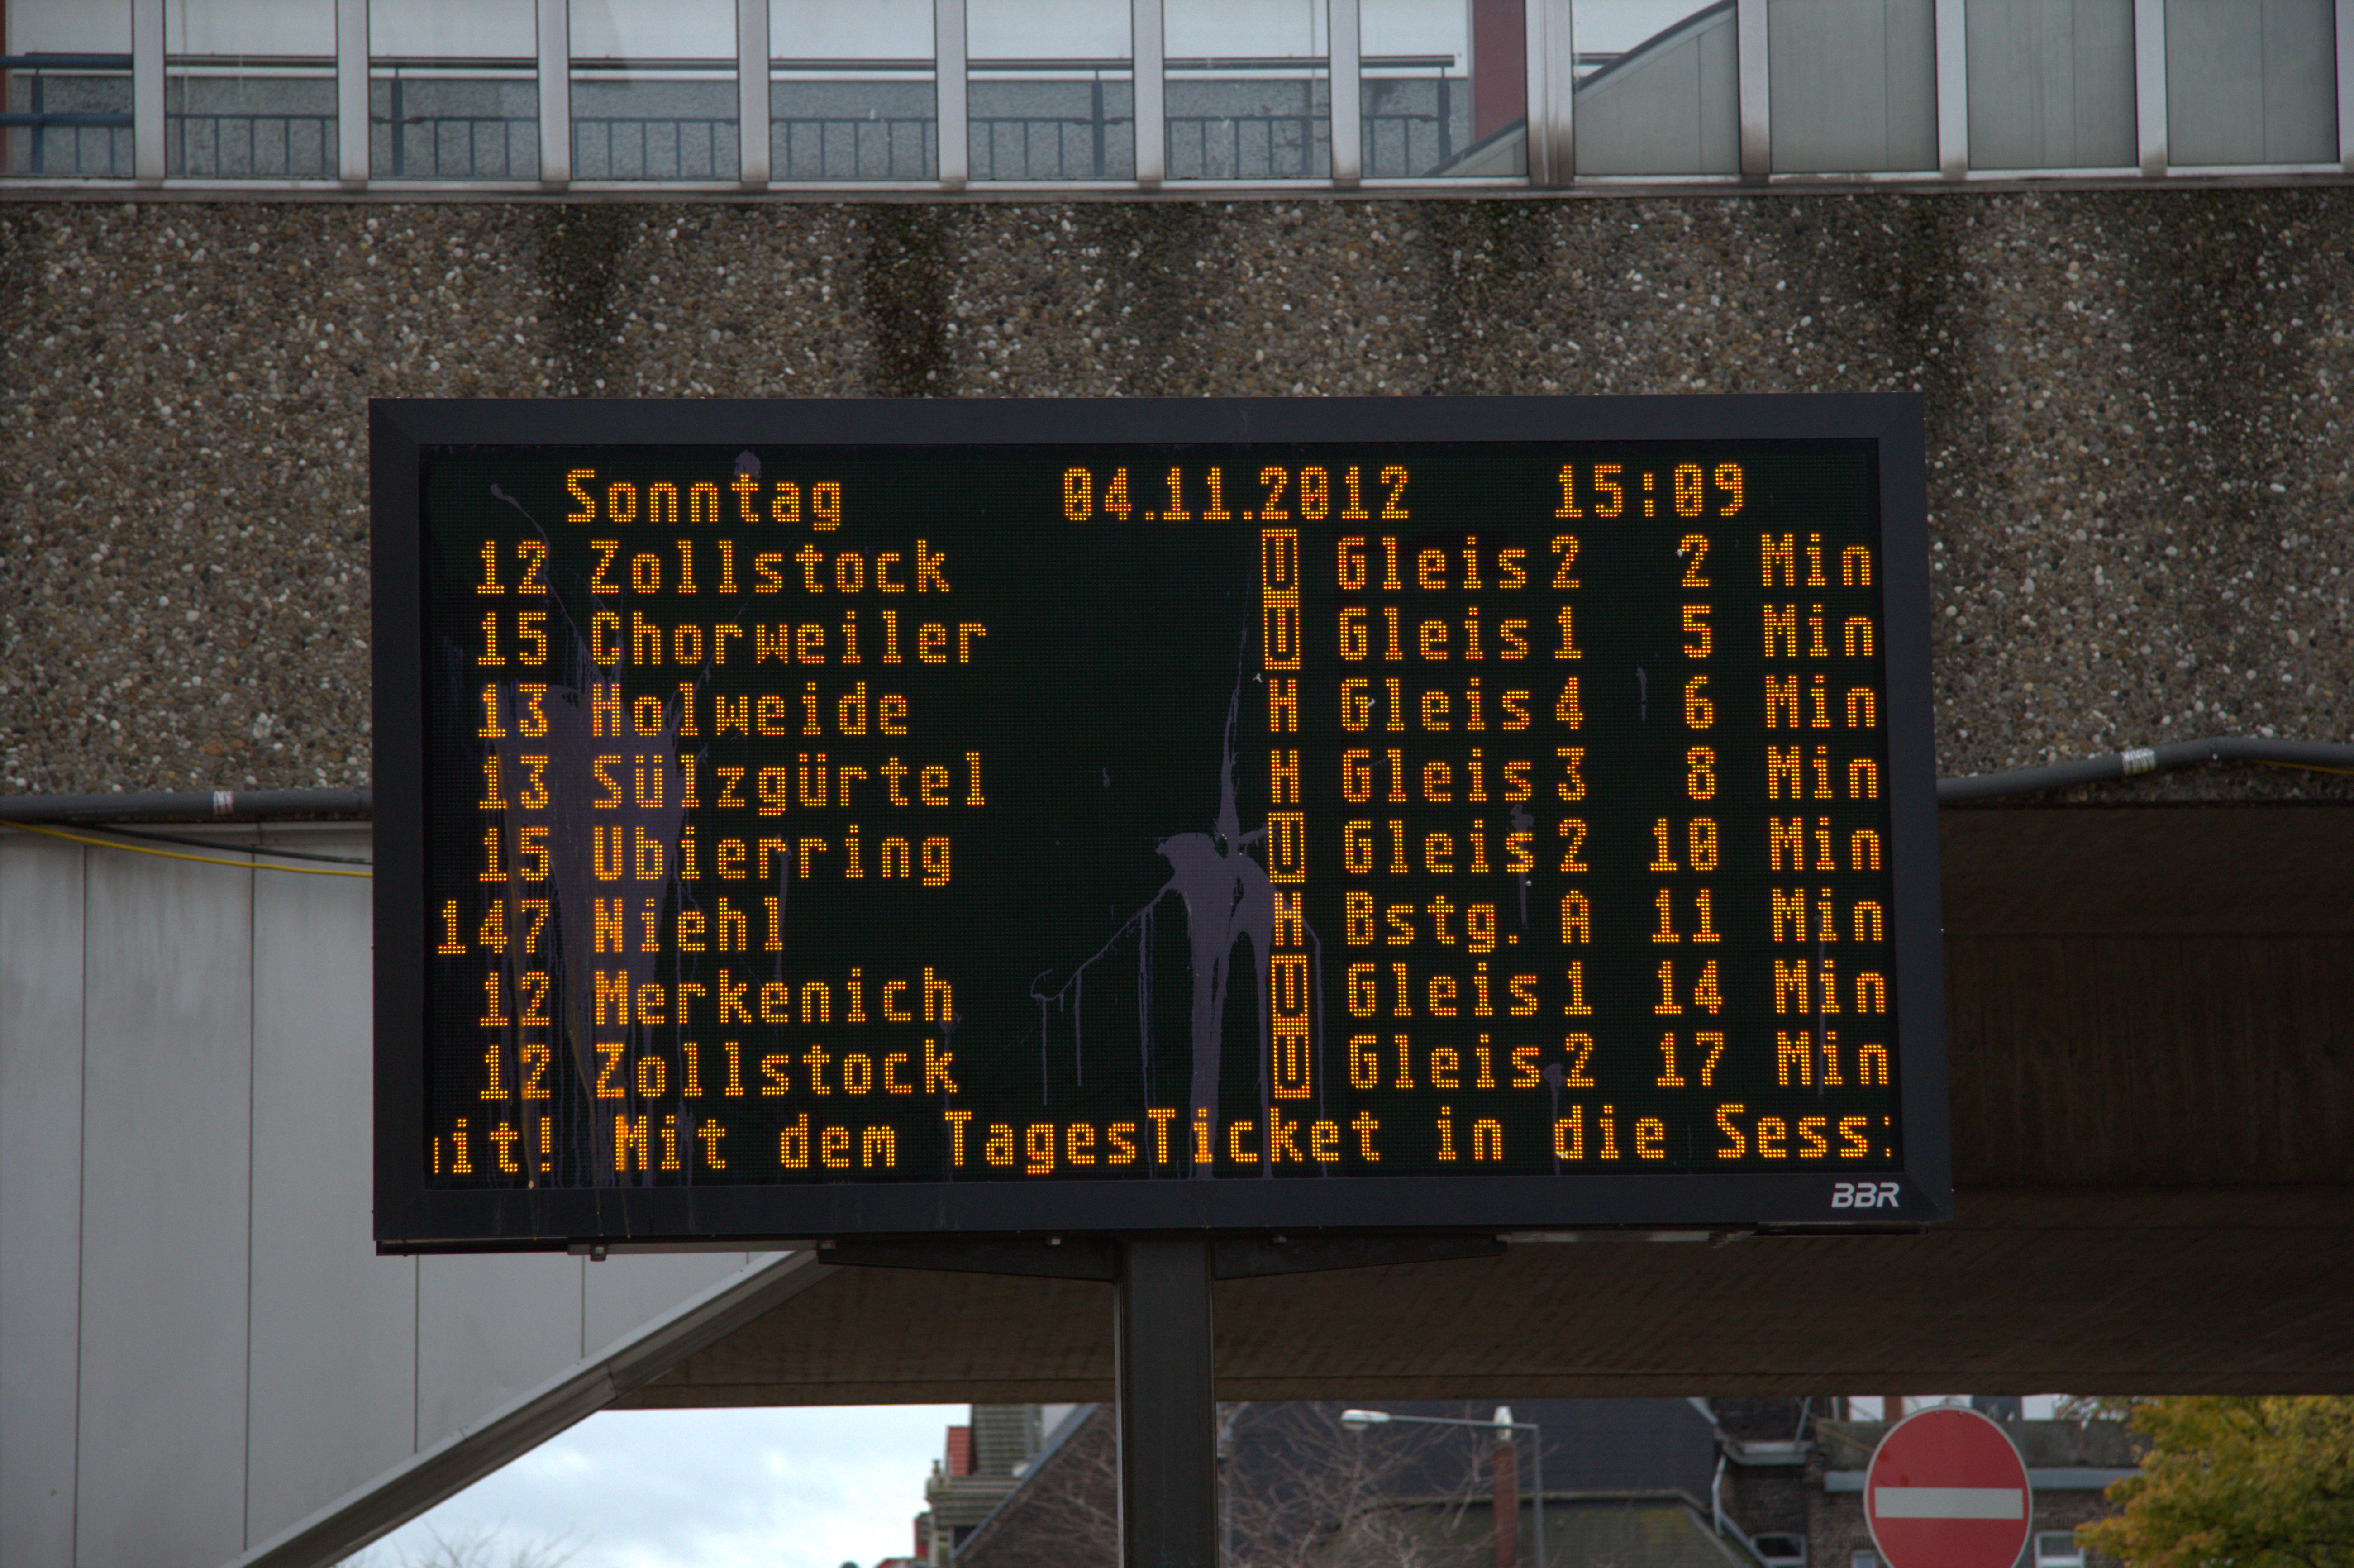 Sonntag 04.11.2012 15:09
12 Zollstock U Gleis 2 2 Min
15 Chorweiler U Gleis 1 5 Min
13 Holweide H Gleis 4 6 Min
13 Sülzgürtel H Gleis 3 8 Min
15 Ubierring U Gleis 2 10 Min
147 Niehl H Bstg. A 11 Min
12 Merkenich U Gleis 1 14 Min
12 Zollstock U Gleis 2 17 Min
it! Mit dem TagesTicket in die Sess
BBR